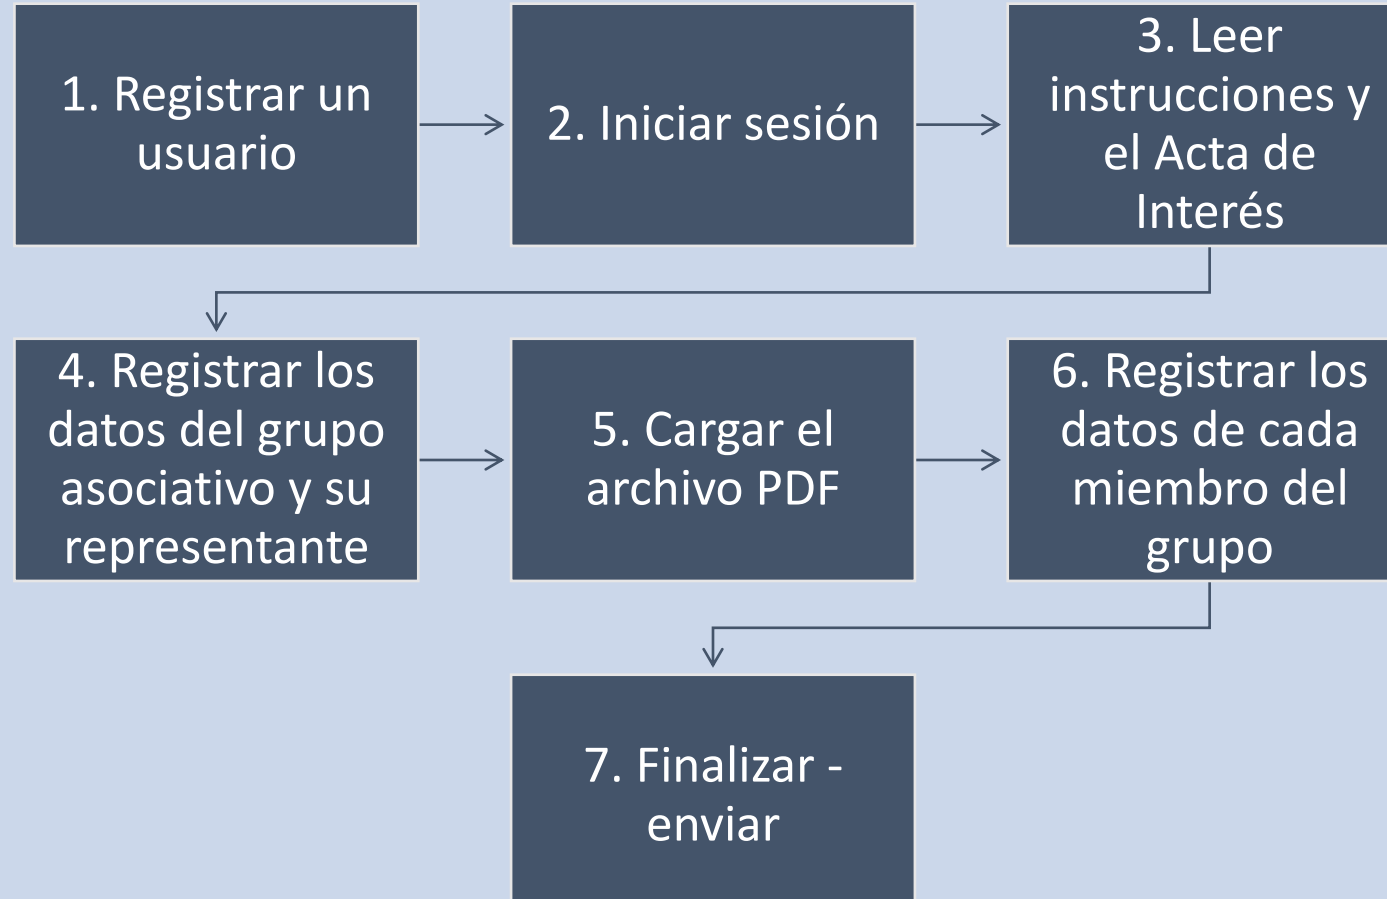 1. Registrar un
usuario
2. Iniciar sesión
3. Leer
instrucciones y
el Acta de
Interés
4. Registrar los
datos del grupo
asociativo y su
representante
5. Cargar el
archivo PDF
6. Registrar los
datos de cada
miembro del
grupo
7. Finalizar -
enviar